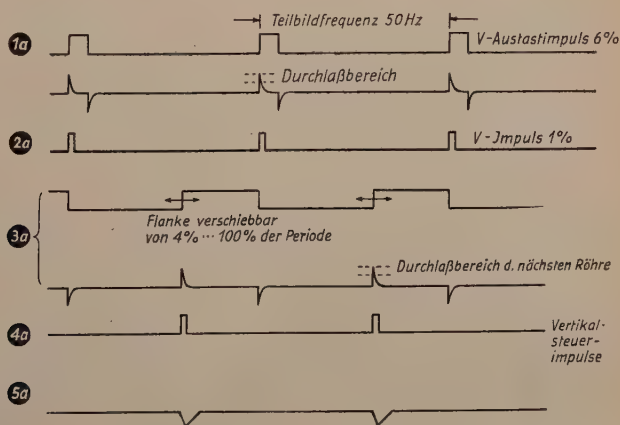 Teilbildfrequenz 50 Hz
1a
V-Austastimpuls 6%
Durchlaßbereich
2a
V-Jmpuls 1%
Flanke verschiebbar
von 4% ··· 100% der Periode
3a
Durchlaßbereich d. nächsten Röhre
4a
Vertikal-
steuer-
impulse
5a